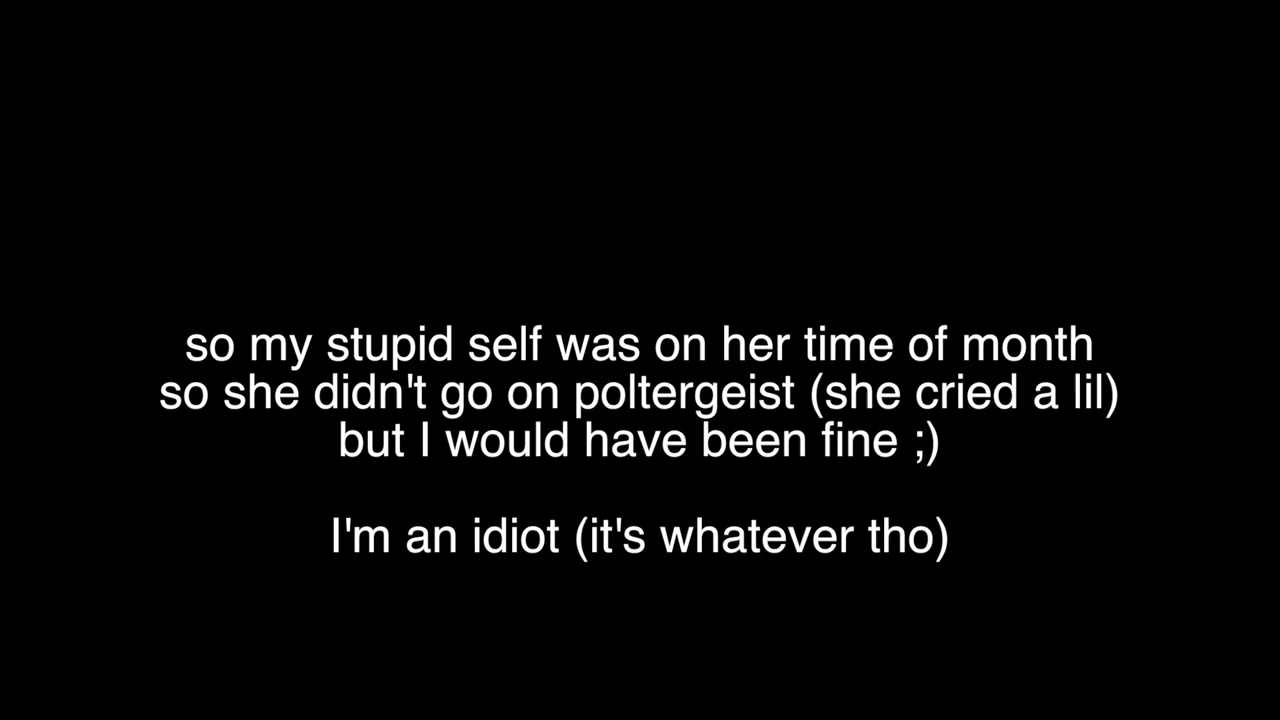 so my stupid self was on her time of month
so she didn't go on poltergeist (she cried a lil)
but I would have been fine ;)
I'm an idiot (it's whatever tho)